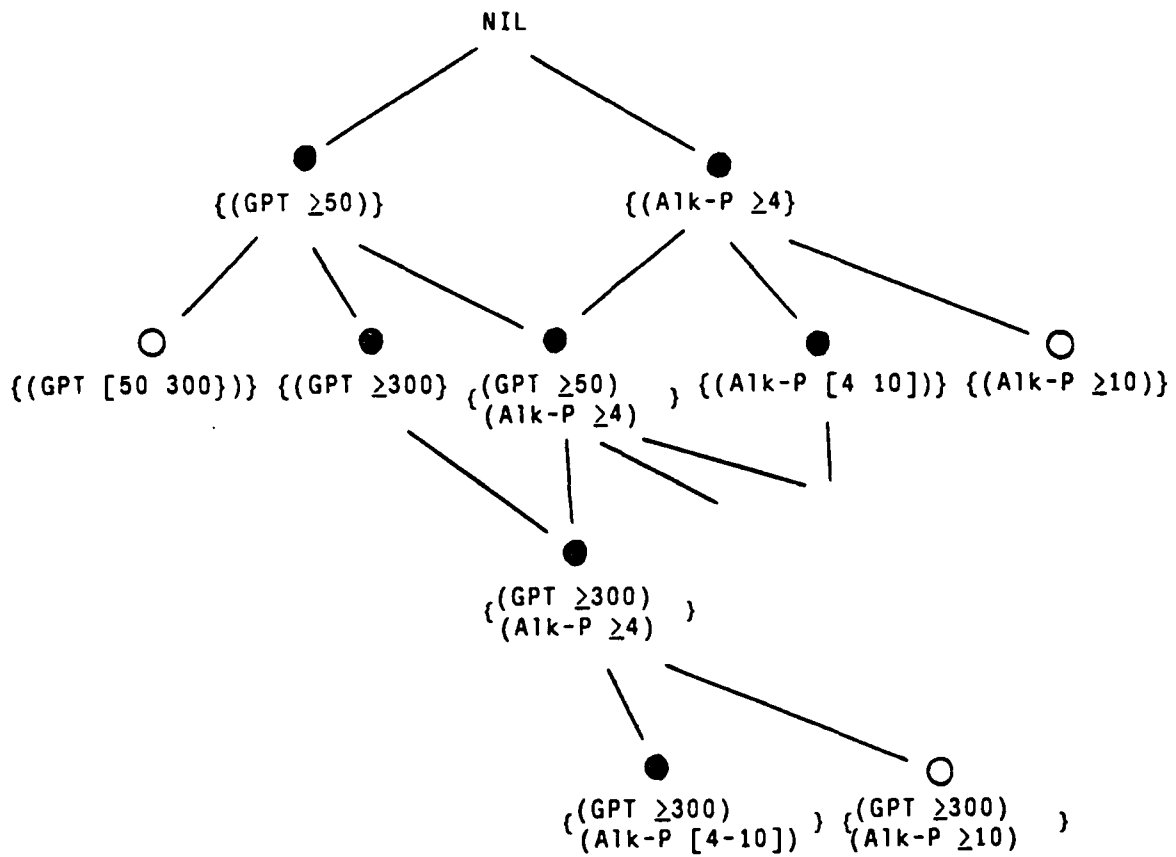 NIL
{(GPT ≥50)} {(Alk-P ≥4}
{(GPT [50 300})} {(GPT ≥300} {(GPT ≥50) } {(Alk-P [4 10])} {(Alk-P ≥10)}
(Alk-P ≥4)
{(GPT ≥300) }
(Alk-P ≥4)
{(GPT ≥300) } {(GPT ≥300) }
(Alk-P [4-10]) (Alk-P ≥10)